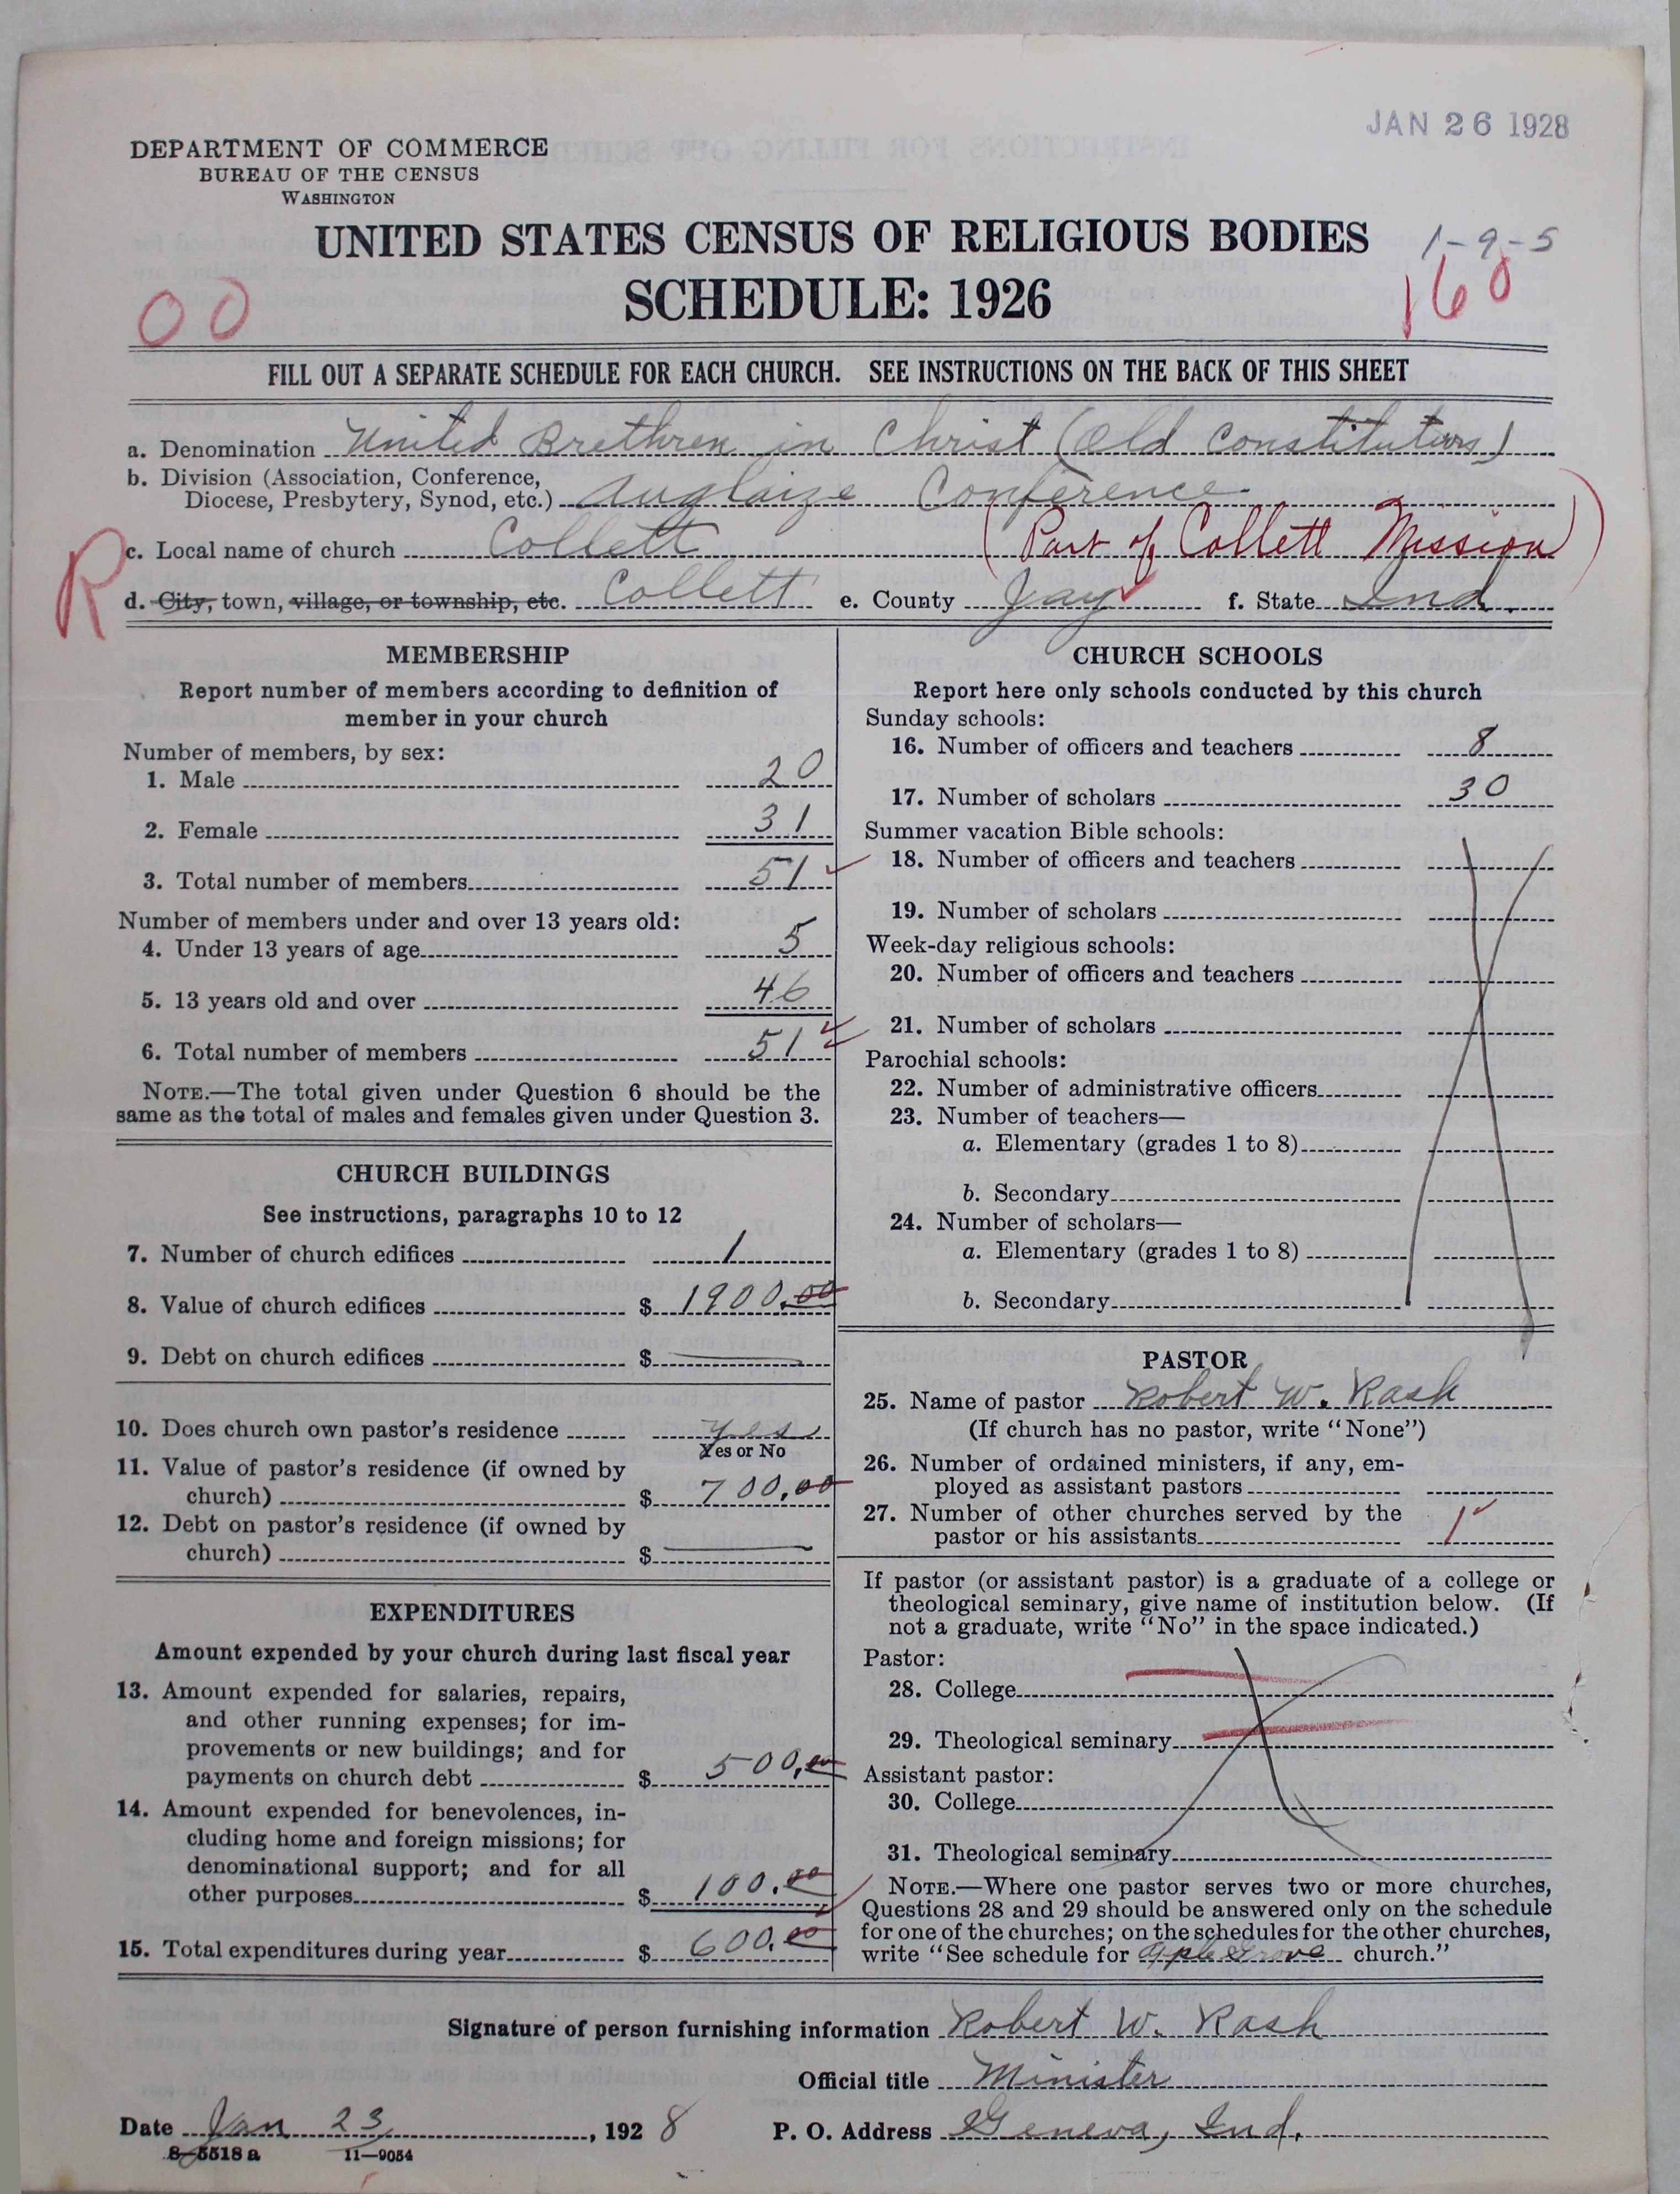 JAN 26 1928
DEPARTMENT OF COMMERCE
BUREAU OF THE CENSUS
WASHINGTON
UNITED STATES CENSUS OF RELIGIOUS BODIES
1-9-5
SCHEDULE: 1926
00
160
FILL OUT A SEPARATE SCHEDULE FOR EACH CHURCH. SEE INSTRUCTIONS ON THE BACK OF THIS SHEET
a. Denomination United Brethren in Christ (Old Constitution)
b. Division (Association, Conference,
Diocese, Presbytery, Synod, etc.) Auglaize Conference
c. Local name of church Collett (Part of Collett Mission)
R
d. City, town, village, or township, etc. Collett e. County Jay f. State Ind.
MEMBERSHIP
Report number of members according to definition of
member in your church
Number of members, by sex:
1. Male 20
2. Female 31
3. Total number of members 51
Number of members under and over 13 years old:
4. Under 13 years of age 5
5. 13 years old and over 46
6. Total number of members 51
NOTE.—The total given under Question 6 should be the
same as the total of males and females given under Question 3.
CHURCH BUILDINGS
See instructions, paragraphs 10 to 12
7. Number of church edifices 1
8. Value of church edifices $ 1900.00
9. Debt on church edifices $
10. Does church own pastor's residence yes
Yes or No
11. Value of pastor's residence (if owned by
church) $ 700.00
12. Debt on pastor's residence (if owned by
church) $
EXPENDITURES
Amount expended by your church during last fiscal year
13. Amount expended for salaries, repairs,
and other running expenses; for im-
provements or new buildings; and for
payments on church debt $ 500.00
14. Amount expended for benevolences, in-
cluding home and foreign missions; for
denominational support; and for all
other purposes $ 100.00
15. Total expenditures during year $ 600.00
CHURCH SCHOOLS
Report here only schools conducted by this church
Sunday schools:
16. Number of officers and teachers 8
17. Number of scholars 30
Summer vacation Bible schools:
18. Number of officers and teachers
19. Number of scholars
Week-day religious schools:
20. Number of officers and teachers
21. Number of scholars
Parochial schools:
22. Number of administrative officers
23. Number of teachers—
a. Elementary (grades 1 to 8)
b. Secondary
24. Number of scholars—
a. Elementary (grades 1 to 8)
b. Secondary
PASTOR
25. Name of pastor Robert W. Rash
(If church has no pastor, write "None")
26. Number of ordained ministers, if any, em-
ployed as assistant pastors
27. Number of other churches served by the
pastor or his assistants 1
If pastor (or assistant pastor) is a graduate of a college or
theological seminary, give name of institution below. (If
not a graduate, write "No" in the space indicated.)
Pastor:
28. College
29. Theological seminary
Assistant pastor:
30. College
31. Theological seminary
NOTE.—Where one pastor serves two or more churches,
Questions 28 and 29 should be answered only on the schedule
for one of the churches; on the schedules for the other churches,
write "See schedule for Aple Grove church."
Signature of person furnishing information Robert W. Rash
Official title Minister
Date Jan 23, 1928 P. O. Address Geneva, Ind.
8-5518 a 11-9054